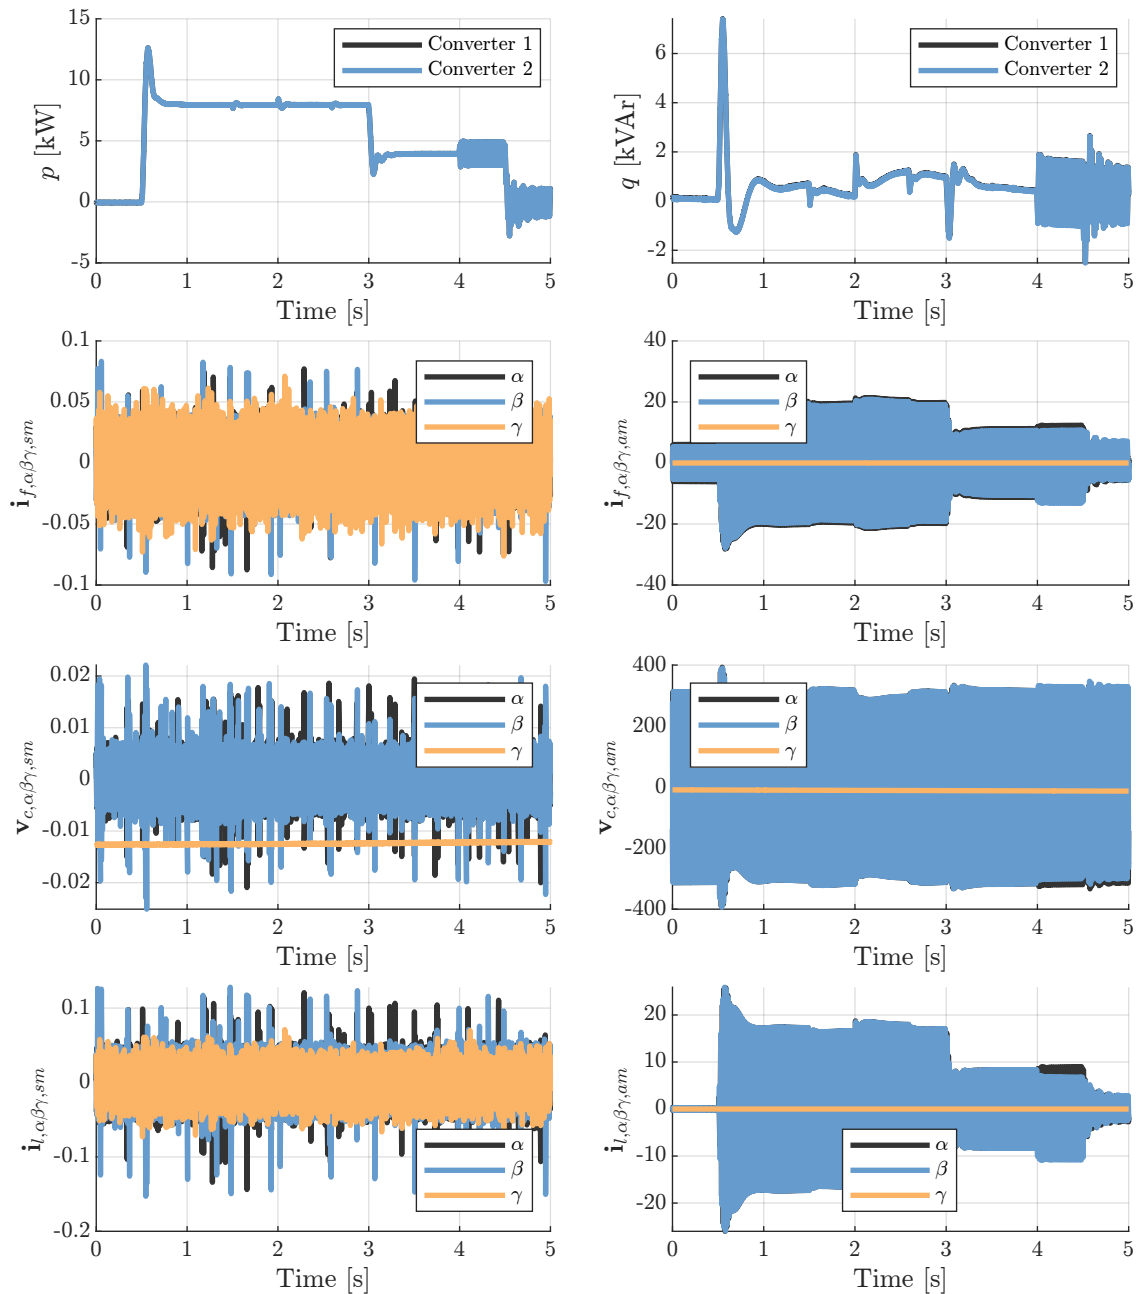 15
10
5
0
-5
p [kW]
Converter 1
Converter 2
0 1 2 3 4 5
Time [s]
6
4
2
0
-2
q [kVAr]
Converter 1
Converter 2
0 1 2 3 4 5
Time [s]
0.1
0.05
0
-0.05
-0.1
i_{f,αβγ,sm}
α
β
γ
0 1 2 3 4 5
Time [s]
40
20
0
-20
-40
i_{f,αβγ,am}
α
β
γ
0 1 2 3 4 5
Time [s]
0.02
0.01
0
-0.01
-0.02
v_{c,αβγ,sm}
α
β
γ
0 1 2 3 4 5
Time [s]
400
200
0
-200
-400
v_{c,αβγ,am}
α
β
γ
0 1 2 3 4 5
Time [s]
0.1
0
-0.1
-0.2
i_{l,αβγ,sm}
α
β
γ
0 1 2 3 4 5
Time [s]
20
10
0
-10
-20
i_{l,αβγ,am}
α
β
γ
0 1 2 3 4 5
Time [s]